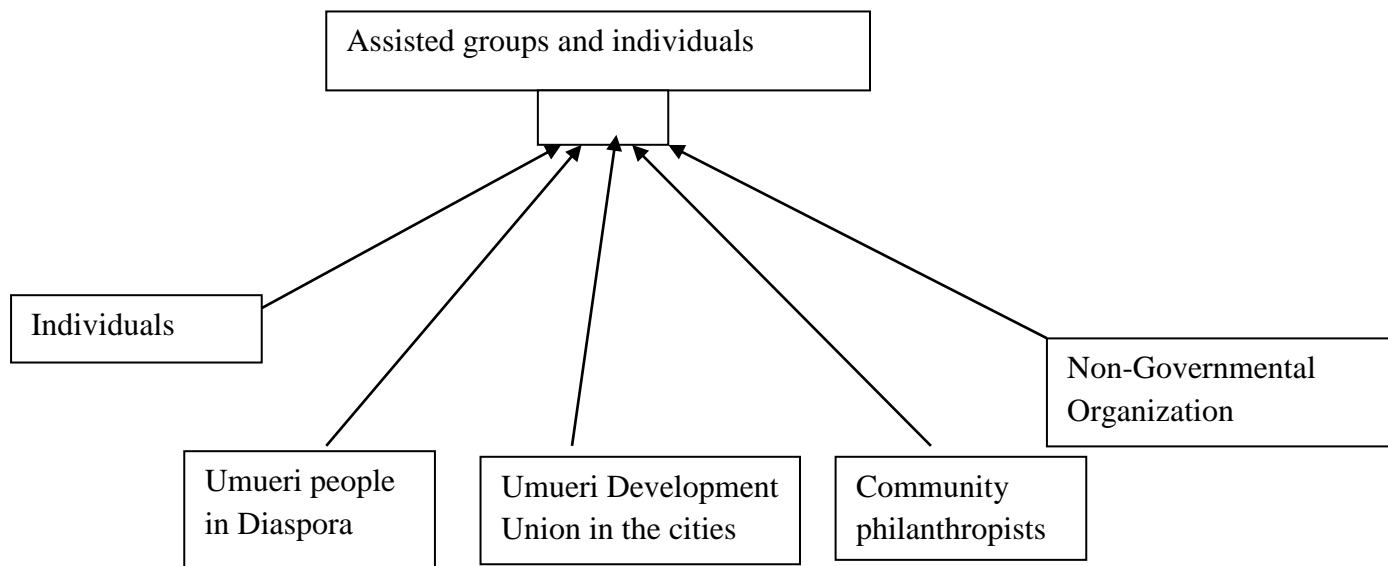 Assisted groups and individuals
Individuals
Non-Governmental
Organization
Umueri people
in Diaspora
Umueri Development
Union in the cities
Community
philanthropists